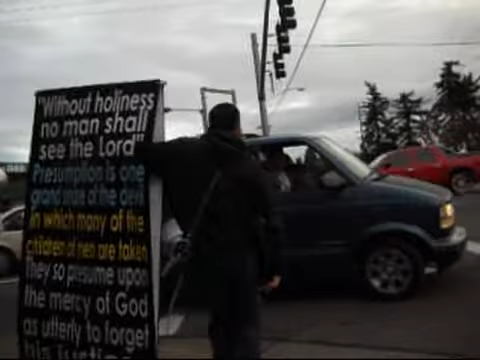 "Without holiness
no man shall
see the Lord"
Presumption is one
grand snare of the devil
in which many of the
children of men are taken
They so presume upon
the mercy of God
as utterly to forget
his justice